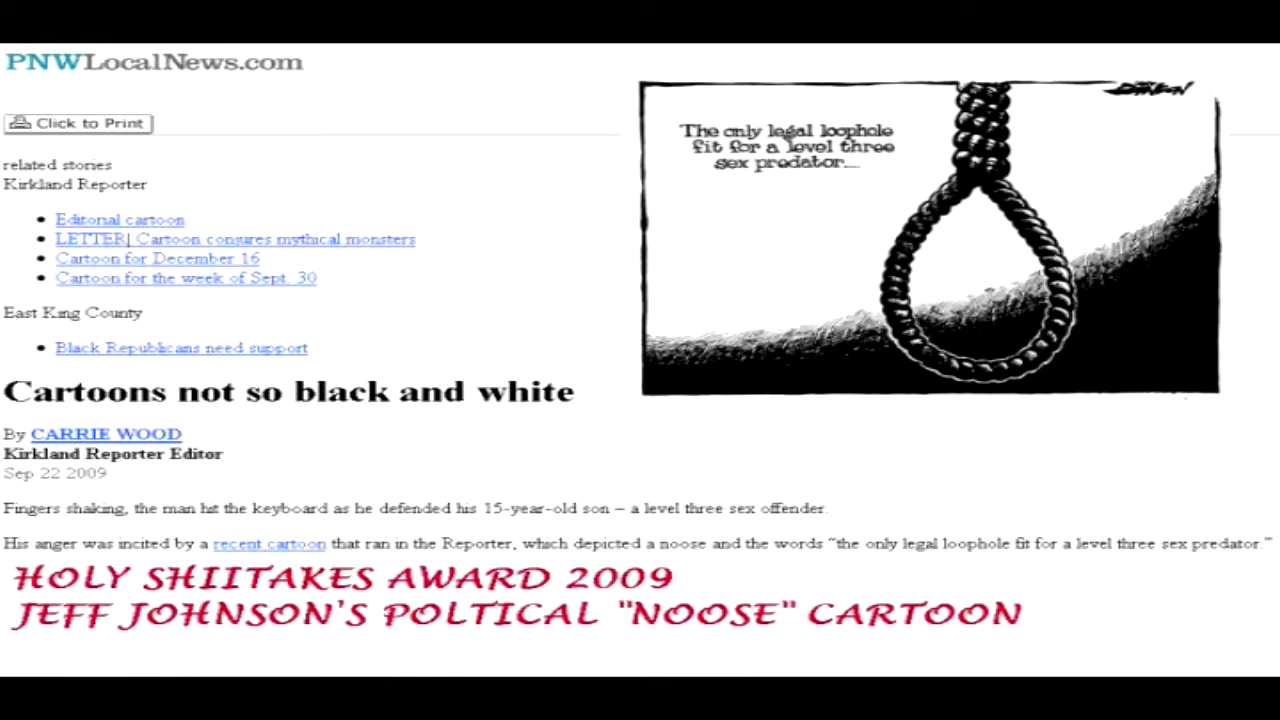 PNWLocalNews.com
Click to Print
The only legal loophole
fit for a level three
sex predator....
related stories
Kirkland Reporter
Editorial cartoon
LETTER| Cartoon conjures mythical monsters
Cartoon for December 16
Cartoon for the week of Sept. 30
East King County
Black Republicans need support
Cartoons not so black and white
By CARRIE WOOD
Kirkland Reporter Editor
Sep 22 2009
Fingers shaking, the man hit the keyboard as he defended his 15-year-old son – a level three sex offender.
His anger was incited by a recent cartoon that ran in the Reporter, which depicted a noose and the words “the only legal loophole fit for a level three sex predator.”
HOLY SHIITAKES AWARD 2009
JEFF JOHNSON'S POLTICAL "NOOSE" CARTOON